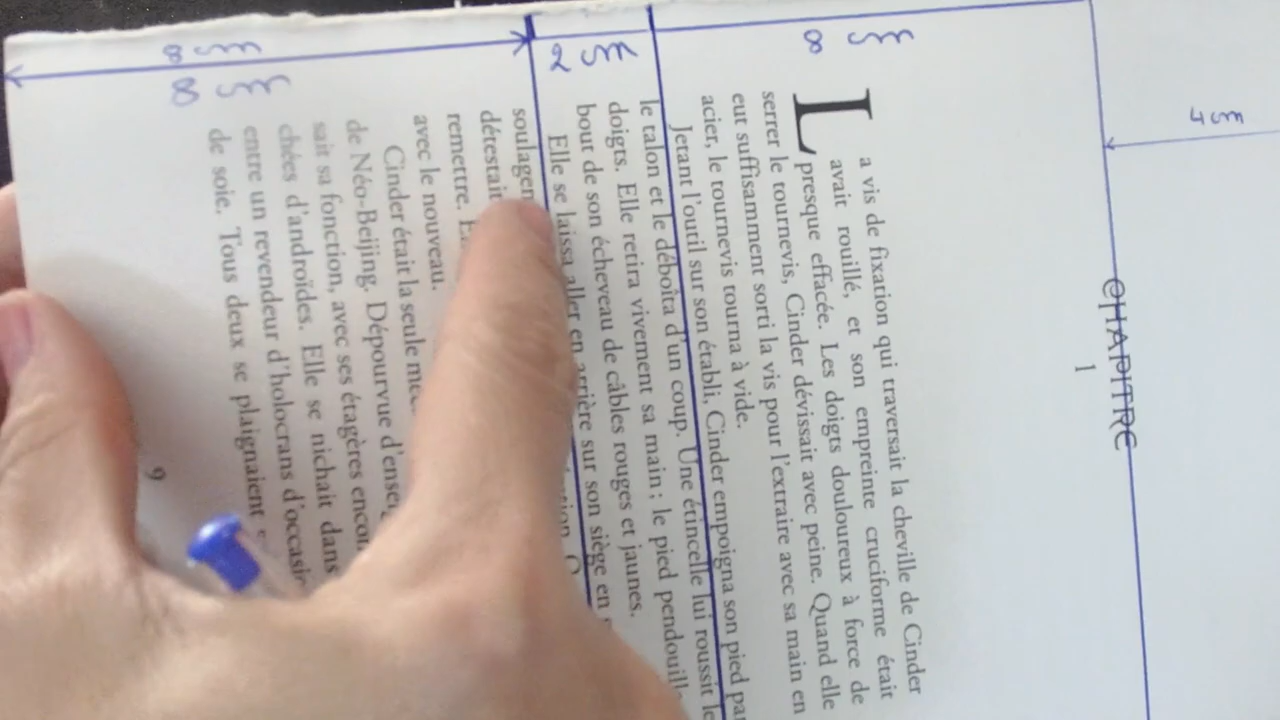 CHAPITRE
1
La vis de fixation qui traversait la cheville de Cinder
avait rouillé, et son empreinte cruciforme était
presque effacée. Les doigts douloureux à force de
serrer le tournevis, Cinder dévissait avec peine. Quand elle
eut suffisamment sorti la vis pour l'extraire avec sa main en
acier, le tournevis tourna à vide.
Jetant l'outil sur son établi, Cinder empoigna son pied par
le talon et le déboîta d'un coup. Une étincelle lui roussit le
doigts. Elle retira vivement sa main ; le pied pendouill
bout de son écheveau de câbles rouges et jaunes.
Elle se laissa aller en arrière sur son siège en
soulagem
détestait
remettre.
avec le nouveau.
Cinder était la seule méc
de Néo-Beijing. Dépourvue d'enseig
sait sa fonction, avec ses étagères encom
chées d'androïdes. Elle se nichait dans
entre un revendeur d'holocrans d'occasi
de soie. Tous deux se plaignaient
9
8
2
8
8